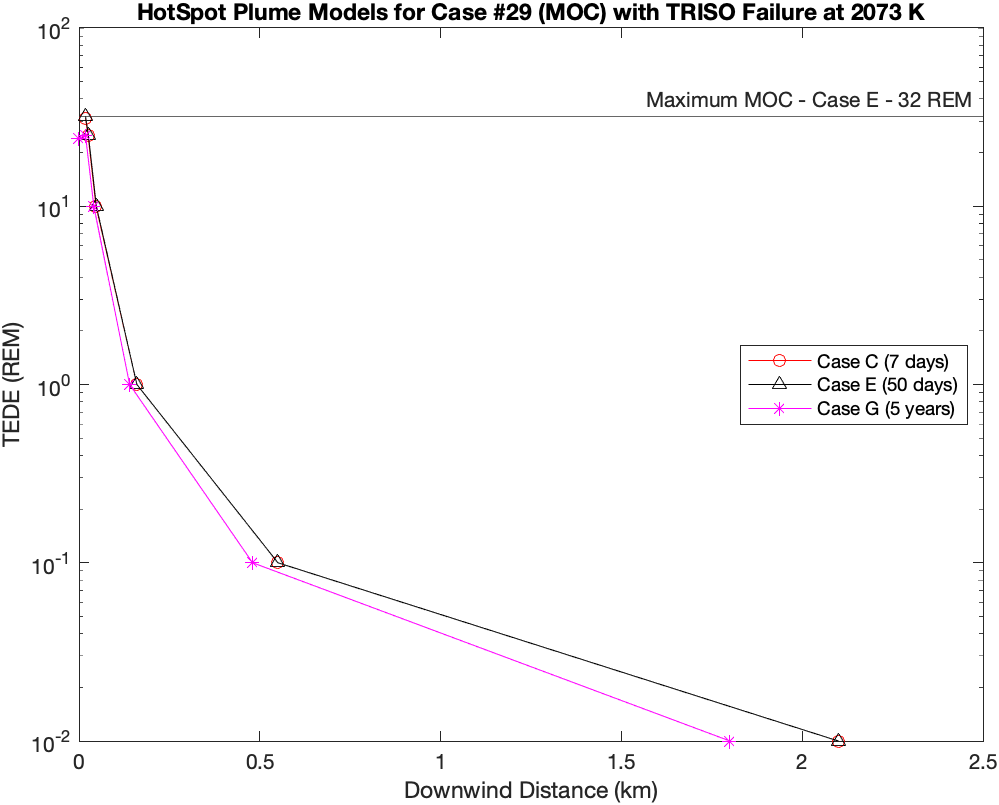 HotSpot Plume Models for Case #29 (MOC) with TRISO Failure at 2073 K
10^2
Maximum MOC - Case E - 32 REM
10^1
10^0
10^-1
10^-2
TEDE (REM)
Case C (7 days)
Case E (50 days)
Case G (5 years)
0 0.5 1 1.5 2 2.5
Downwind Distance (km)